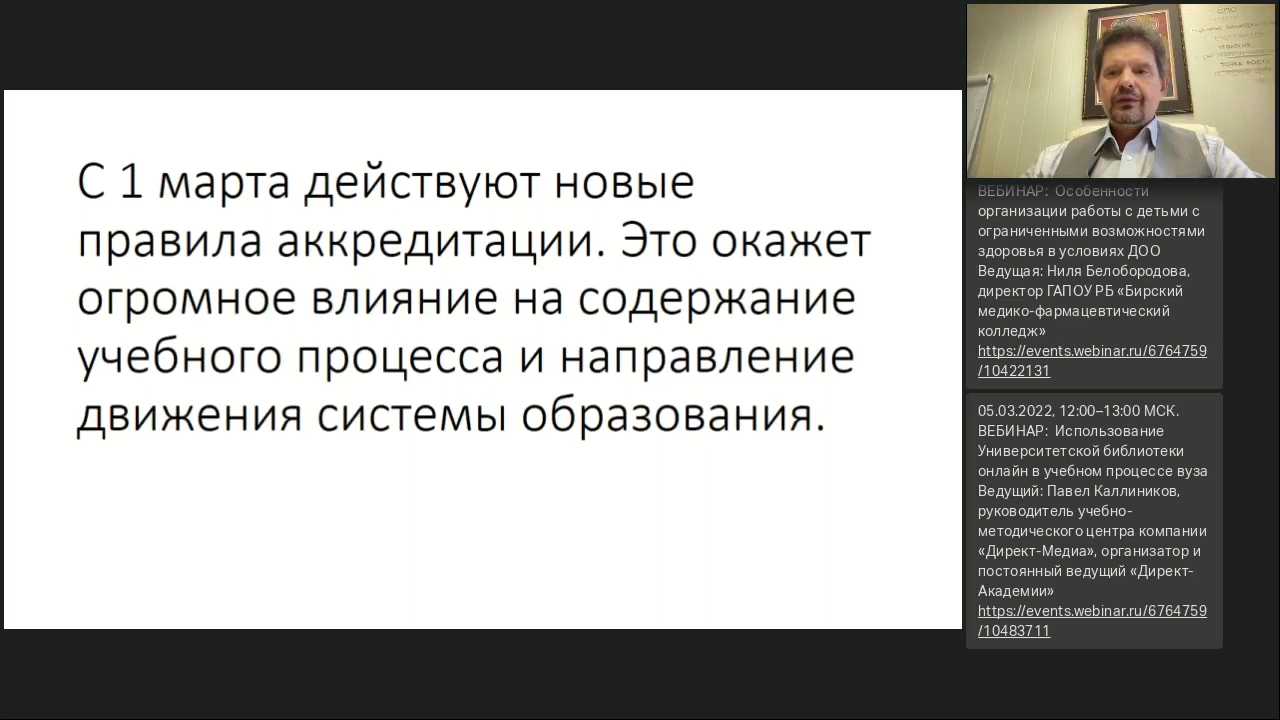 С 1 марта действуют новые
правила аккредитации. Это окажет
огромное влияние на содержание
учебного процесса и направление
движения системы образования.
СПО
ВЕБИНАР: Особенности
организации работы с детьми с
ограниченными возможностями
здоровья в условиях ДОО
Ведущая: Ниля Белобородова,
директор ГАПОУ РБ «Бирский
медико-фармацевтический
колледж»
https://events.webinar.ru/6764759
/10422131
05.03.2022, 12:00–13:00 МСК.
ВЕБИНАР: Использование
Университетской библиотеки
онлайн в учебном процессе вуза
Ведущий: Павел Каллиников,
руководитель учебно-
методического центра компании
«Директ-Медиа», организатор и
постоянный ведущий «Директ-
Академии»
https://events.webinar.ru/6764759
/10483711